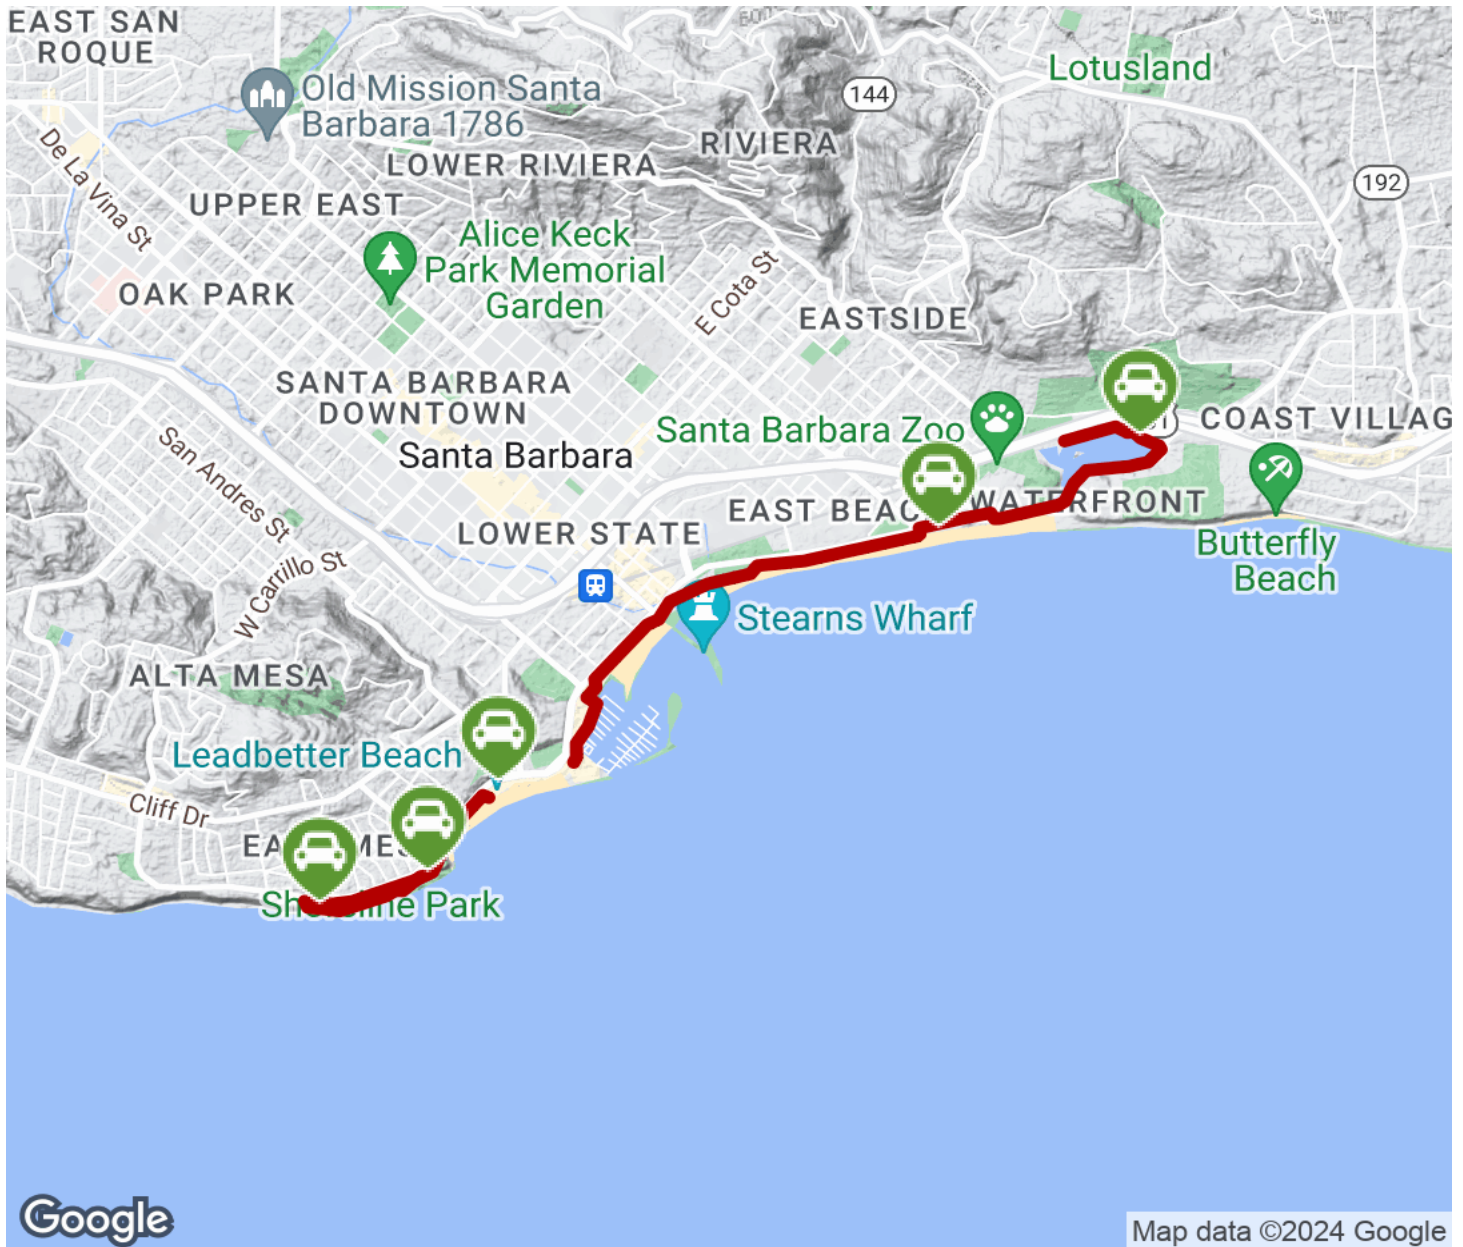 EAST SAN
ROQUE
Old Mission Santa
Barbara 1786
De La Vina St
LOWER RIVIERA
RIVIERA
144
Lotusland
192
UPPER EAST
Alice Keck
Park Memorial
Garden
OAK PARK
E Cota St
EASTSIDE
SANTA BARBARA
DOWNTOWN
Santa Barbara
Santa Barbara Zoo
COAST VILLAG
San Andres St
LOWER STATE
EAST BEAC
WATERFRONT
Butterfly
Beach
W Carrillo St
Stearns Wharf
ALTA MESA
Leadbetter Beach
Cliff Dr
EA
MES
Shoreline Park
Google
Map data ©2024 Google